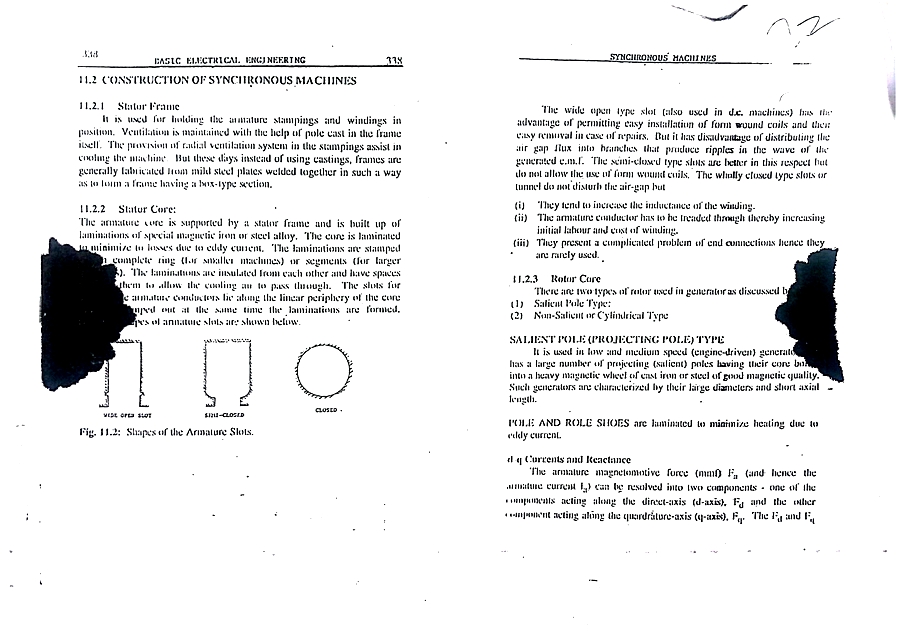 338
BASIC ELECTRICAL ENGINEERING 338
11.2 CONSTRUCTION OF SYNCHRONOUS MACHINES
11.2.1 Stator Frame
It is used for holding the armature stampings and windings in
position. Ventilation is maintained with the help of pole cast in the frame
itself. The provision of radial ventilation system in the stampings assist in
cooling the machine But these days instead of using castings, frames are
generally fabricated from mild steel plates welded together in such a way
as to form a frame having a box-type section.
11.2.2 Stator Core:
The armature core is supported by a stator frame and is built up of
laminations of special magnetic iron or steel alloy. The core is laminated
to minimize to losses due to eddy current. The laminations are stamped
complete ring (for smaller machines) or segments (for larger
). The laminations are insulated from each other and have spaces
them to allow the cooling air to pass through. The slots for
armature conductors lie along the linear periphery of the core
out at the same time the laminations are formed.
of armature slots are shown below.
WIDE OPEN SLOT SEMI-CLOSED CLOSED .
Fig. 11.2: Shapes of the Armature Slots.
SYNCHRONOUS MACHINES
The wide open type slot (also used in d.c. machines) has the
advantage of permitting easy installation of form wound coils and their
easy removal in case of repairs. But it has disadvantage of distributing the
air gap flux into branches that produce ripples in the wave of the
generated e.m.f. The semi-closed type slots are better in this respect but
do not allow the use of form wound coils. The wholly closed type slots or
tunnel do not disturb the air-gap but
(i) They tend to increase the inductance of the winding.
(ii) The armature conductor has to be treaded through thereby increasing
initial labour and cost of winding.
(iii) They present a complicated problem of end connections hence they
are rarely used.
11.2.3 Rotor Core
There are two types of rotor used in generator as discussed
(1) Salient Pole Type:
(2) Non-Salient or Cylindrical Type
SALIENT POLE (PROJECTING POLE) TYPE
It is used in low and medium speed (engine-driven)
has a large number of projecting (salient) poles having their core
into a heavy magnetic wheel of cast iron or steel of good magnetic quality.
Such generators are characterized by their large diameters and short axial
length.
POLE AND ROLE SHOES are laminated to minimize heating due to
eddy current.
d-q Currents and Reactance
The armature magnetomotive force (mmf) Fa (and hence the
armature current Ia) can be resolved into two components - one of the
components acting along the direct-axis (d-axis), Fd and the other
component acting along the quardrature-axis (q-axis), Fq. The Fd and Fq